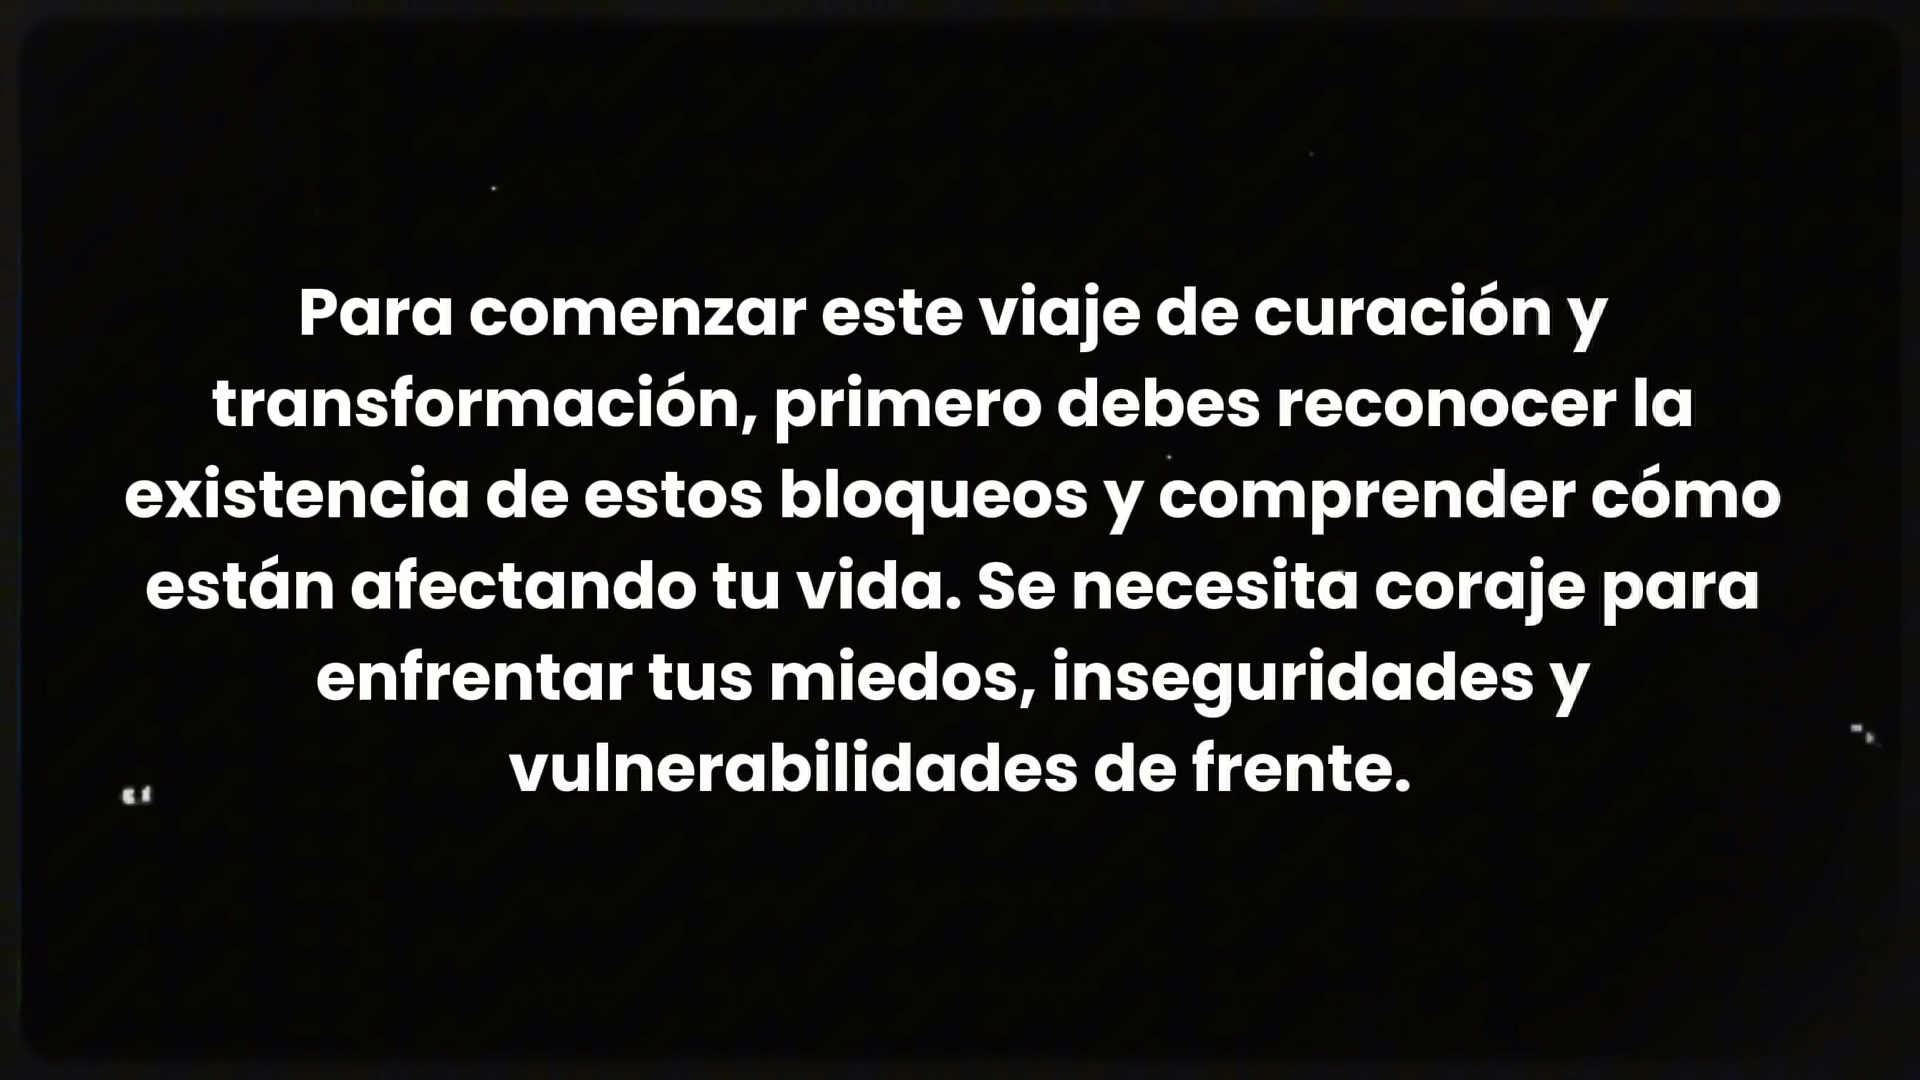 Para comenzar este viaje de curación y
transformación, primero debes reconocer la
existencia de estos bloqueos y comprender cómo
están afectando tu vida. Se necesita coraje para
enfrentar tus miedos, inseguridades y
vulnerabilidades de frente.